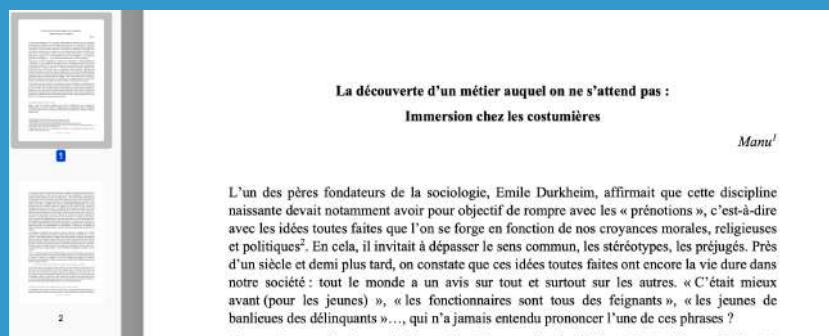 La découverte d’un métier auquel on ne s’attend pas :
Immersion chez les costumières
Manu¹
L’un des pères fondateurs de la sociologie, Emile Durkheim, affirmait que cette discipline
naissante devait notamment avoir pour objectif de rompre avec les « prénotions », c’est-à-dire
avec les idées toutes faites que l’on se forge en fonction de nos croyances morales, religieuses
et politiques². En cela, il invitait à dépasser le sens commun, les stéréotypes, les préjugés. Près
d’un siècle et demi plus tard, on constate que ces idées toutes faites ont encore la vie dure dans
notre société : tout le monde a un avis sur tout et surtout sur les autres. « C’était mieux
avant (pour les jeunes) », « les fonctionnaires sont tous des feignants », « les jeunes de
banlieues des délinquants »…, qui n’a jamais entendu prononcer l’une de ces phrases ?
1
2